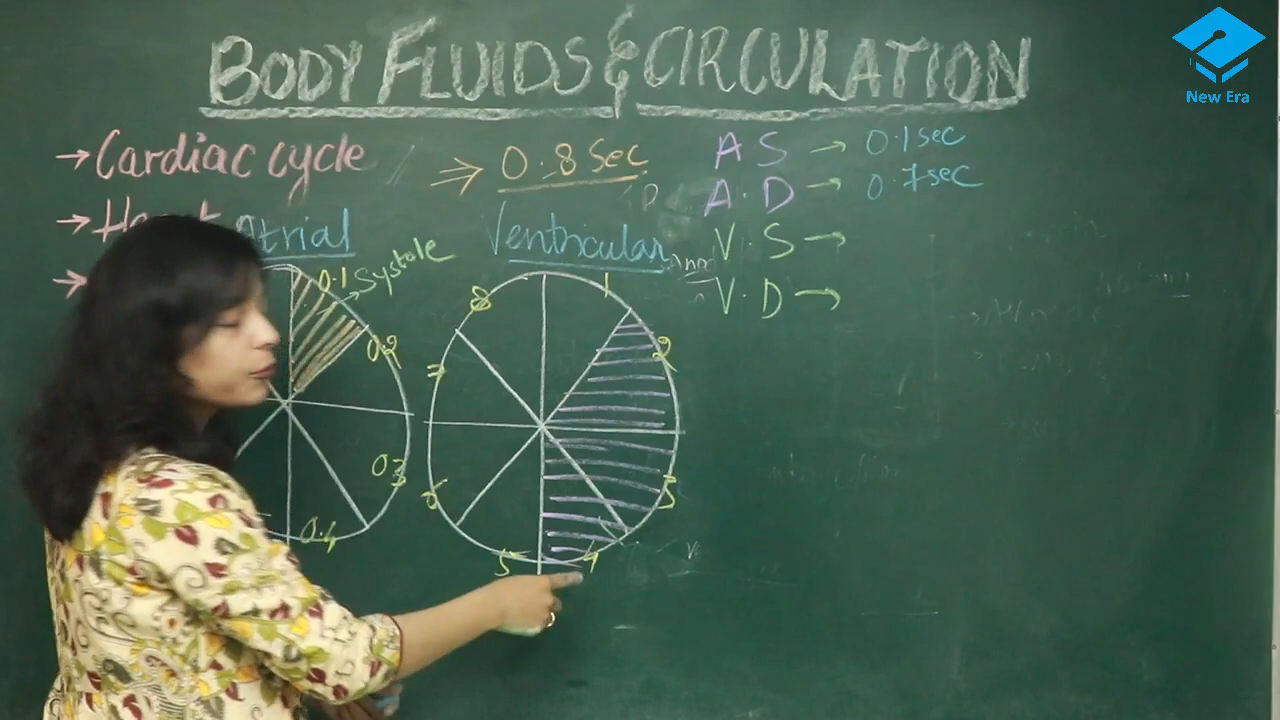 BODY FLUIDS & CIRCULATION
New Era
→ Cardiac cycle
⇒ 0.8 Sec
A S → 0.1 sec
A.D → 0.7 sec
V.S →
V.D →
Atrial
Ventricular
0.1
Systole
0.2
0.3
0.4
1
2
3
4
5
6
7
8